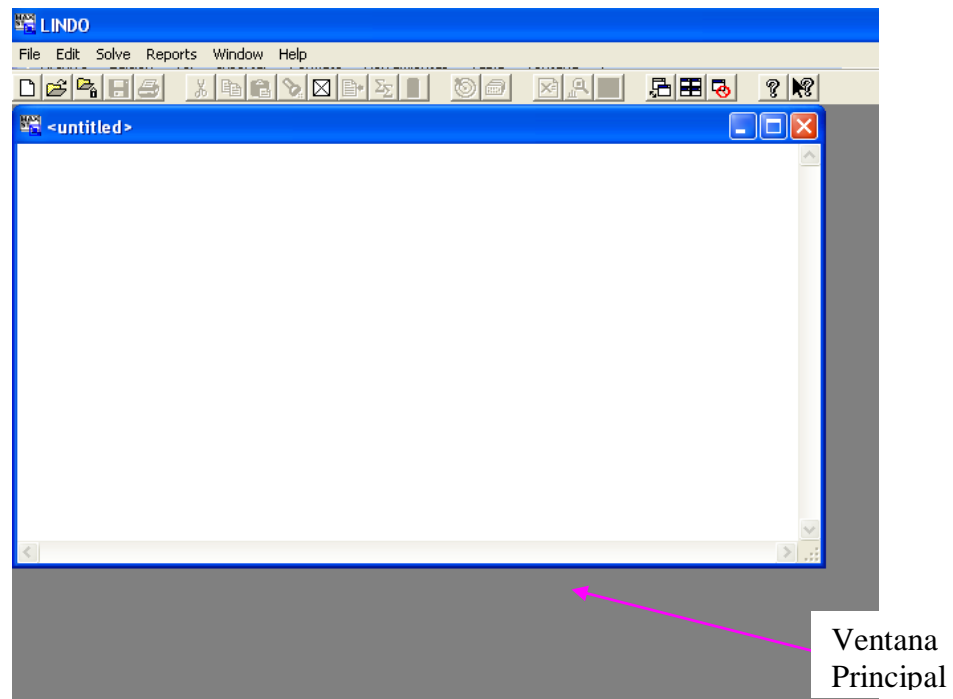 LINDO
File Edit Solve Reports Window Help
<untitled>
Ventana
Principal